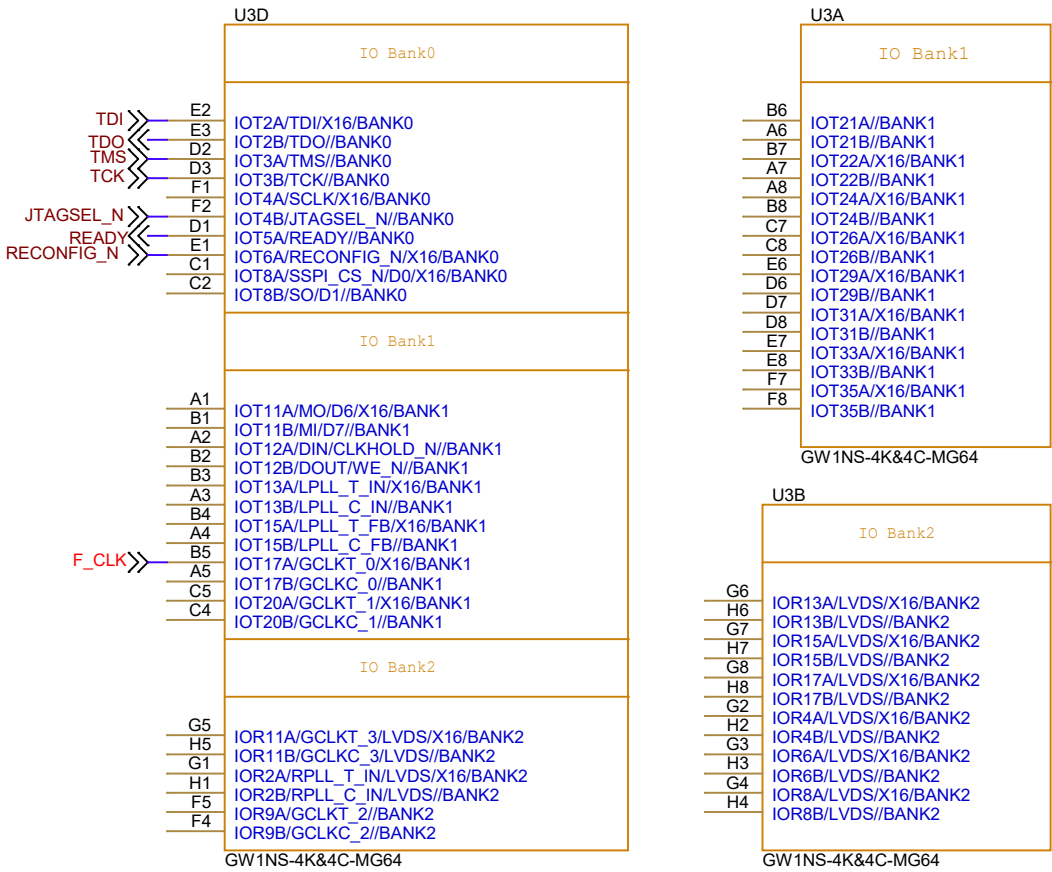 U3D
IO Bank0
TDI E2 IOT2A/TDI/X16/BANK0
TDO E3 IOT2B/TDO//BANK0
TMS D2 IOT3A/TMS//BANK0
TCK D3 IOT3B/TCK//BANK0
F1 IOT4A/SCLK/X16/BANK0
JTAGSEL_N F2 IOT4B/JTAGSEL_N//BANK0
READY D1 IOT5A/READY//BANK0
RECONFIG_N E1 IOT6A/RECONFIG_N/X16/BANK0
C1 IOT8A/SSPI_CS_N/D0/X16/BANK0
C2 IOT8B/SO/D1//BANK0
IO Bank1
A1 IOT11A/MO/D6/X16/BANK1
B1 IOT11B/MI/D7//BANK1
A2 IOT12A/DIN/CLKHOLD_N//BANK1
B2 IOT12B/DOUT/WE_N//BANK1
B3 IOT13A/LPLL_T_IN/X16/BANK1
A3 IOT13B/LPLL_C_IN//BANK1
B4 IOT15A/LPLL_T_FB/X16/BANK1
A4 IOT15B/LPLL_C_FB//BANK1
F_CLK B5 IOT17A/GCLKT_0/X16/BANK1
A5 IOT17B/GCLKC_0//BANK1
C5 IOT20A/GCLKT_1/X16/BANK1
C4 IOT20B/GCLKC_1//BANK1
IO Bank2
G5 IOR11A/GCLKT_3/LVDS/X16/BANK2
H5 IOR11B/GCLKC_3/LVDS//BANK2
G1 IOR2A/RPLL_T_IN/LVDS/X16/BANK2
H1 IOR2B/RPLL_C_IN/LVDS//BANK2
F5 IOR9A/GCLKT_2//BANK2
F4 IOR9B/GCLKC_2//BANK2
GW1NS-4K&4C-MG64
U3A
IO Bank1
B6 IOT21A//BANK1
A6 IOT21B//BANK1
B7 IOT22A/X16/BANK1
A7 IOT22B//BANK1
A8 IOT24A/X16/BANK1
B8 IOT24B//BANK1
C7 IOT26A/X16/BANK1
C8 IOT26B//BANK1
E6 IOT29A/X16/BANK1
D6 IOT29B//BANK1
D7 IOT31A/X16/BANK1
D8 IOT31B//BANK1
E7 IOT33A/X16/BANK1
E8 IOT33B//BANK1
F7 IOT35A/X16/BANK1
F8 IOT35B//BANK1
GW1NS-4K&4C-MG64
U3B
IO Bank2
G6 IOR13A/LVDS/X16/BANK2
H6 IOR13B/LVDS//BANK2
G7 IOR15A/LVDS/X16/BANK2
H7 IOR15B/LVDS//BANK2
G8 IOR17A/LVDS/X16/BANK2
H8 IOR17B/LVDS//BANK2
G2 IOR4A/LVDS/X16/BANK2
H2 IOR4B/LVDS//BANK2
G3 IOR6A/LVDS/X16/BANK2
H3 IOR6B/LVDS//BANK2
G4 IOR8A/LVDS/X16/BANK2
H4 IOR8B/LVDS//BANK2
GW1NS-4K&4C-MG64